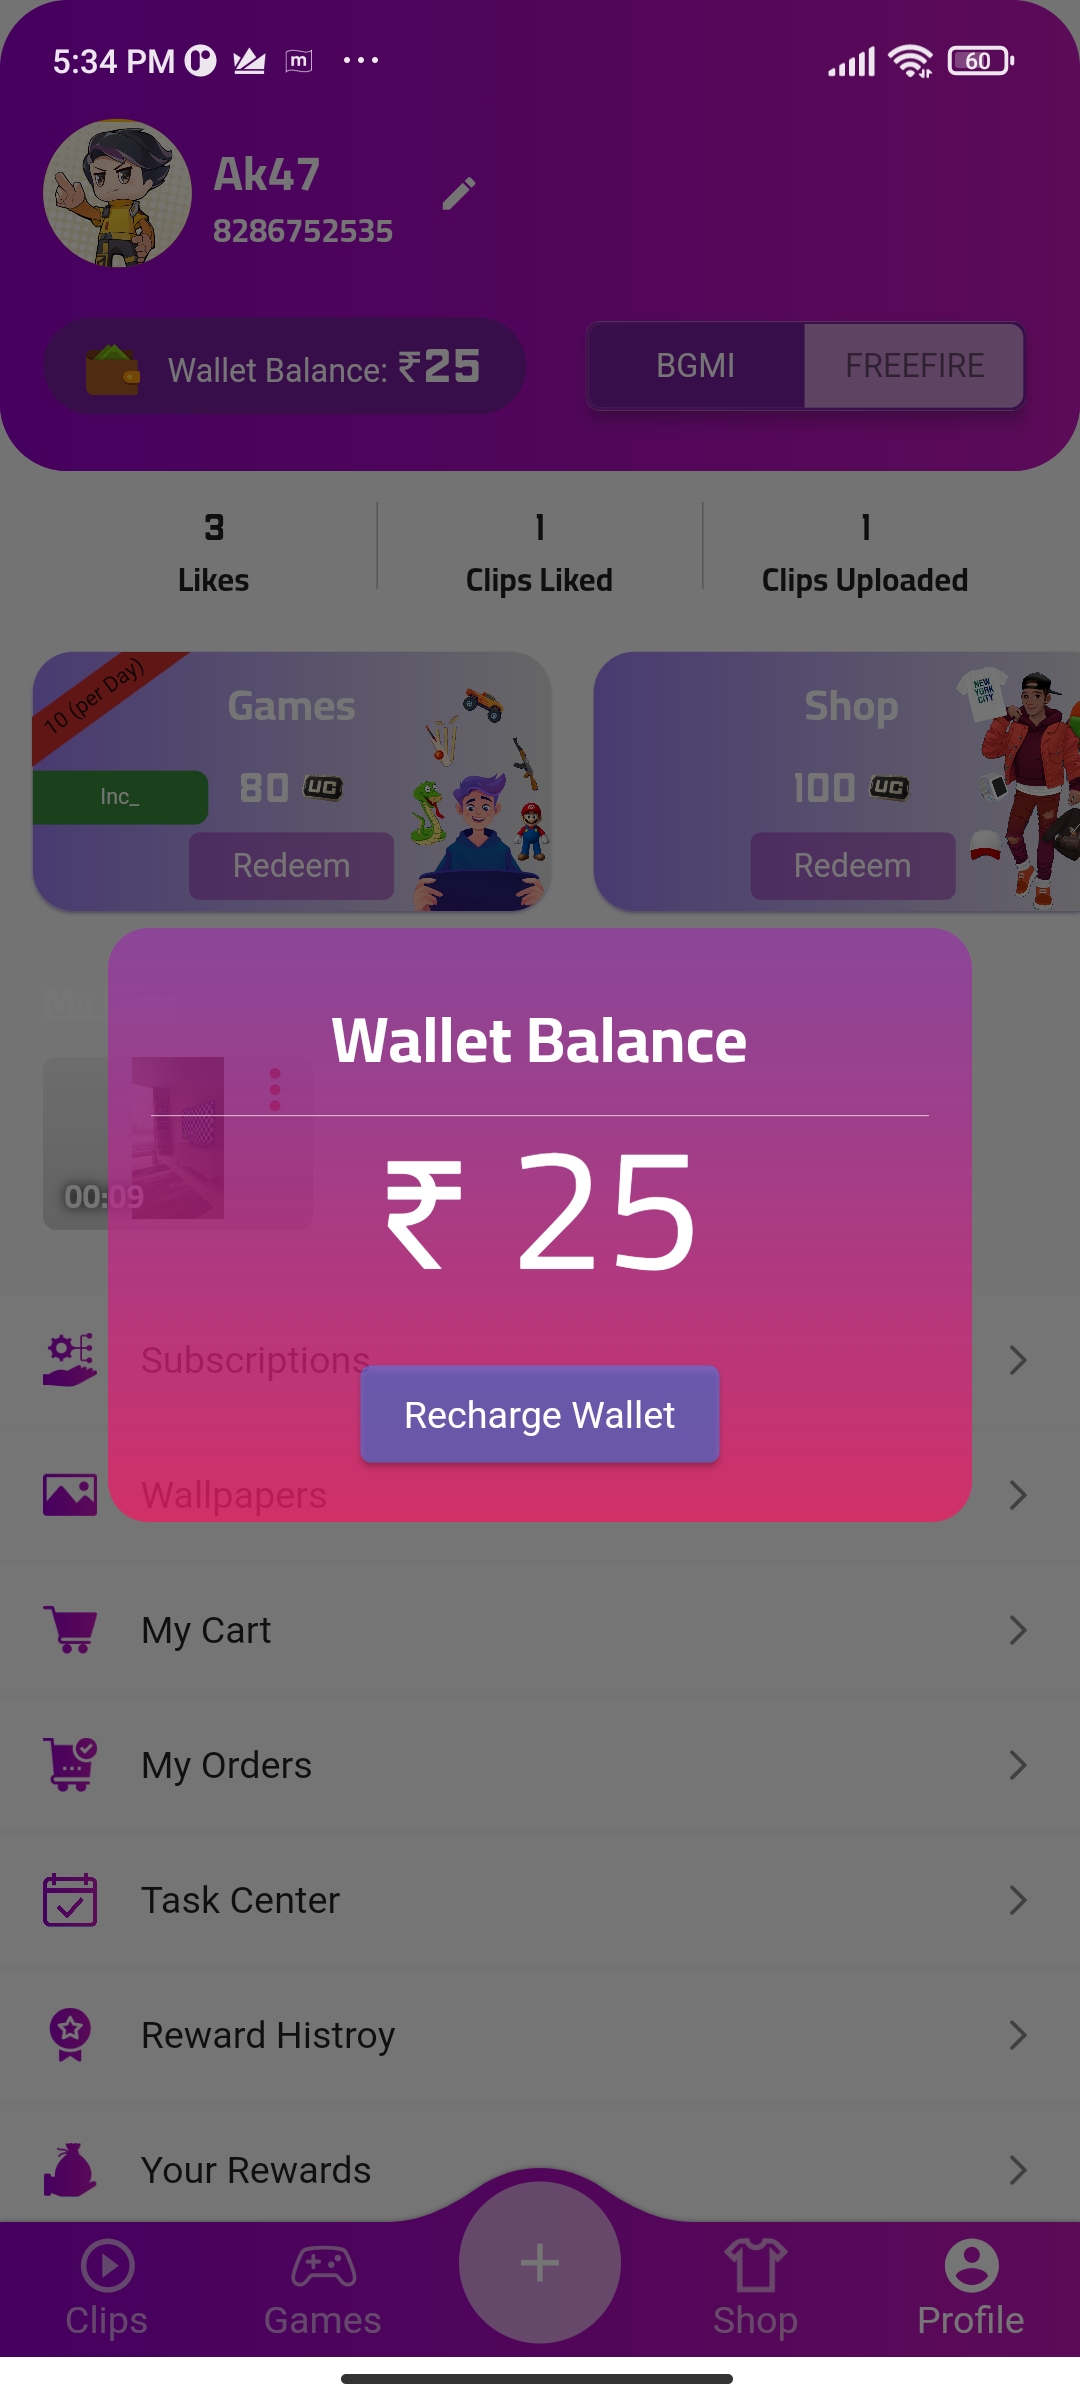 5:34 PM m ... 60
Ak47
8286752535
Wallet Balance: ₹25
BGMI FREEFIRE
3 1 1
Likes Clips Liked Clips Uploaded
10 (per Day)
Games
Inc_
80 UC
Redeem
Shop
NEW YORK CITY
100 UC
Redeem
My
Wallet Balance
₹ 25
00:09
Subscriptions
Recharge Wallet
Wallpapers
My Cart
My Orders
Task Center
Reward Histroy
Your Rewards
Clips Games + Shop Profile